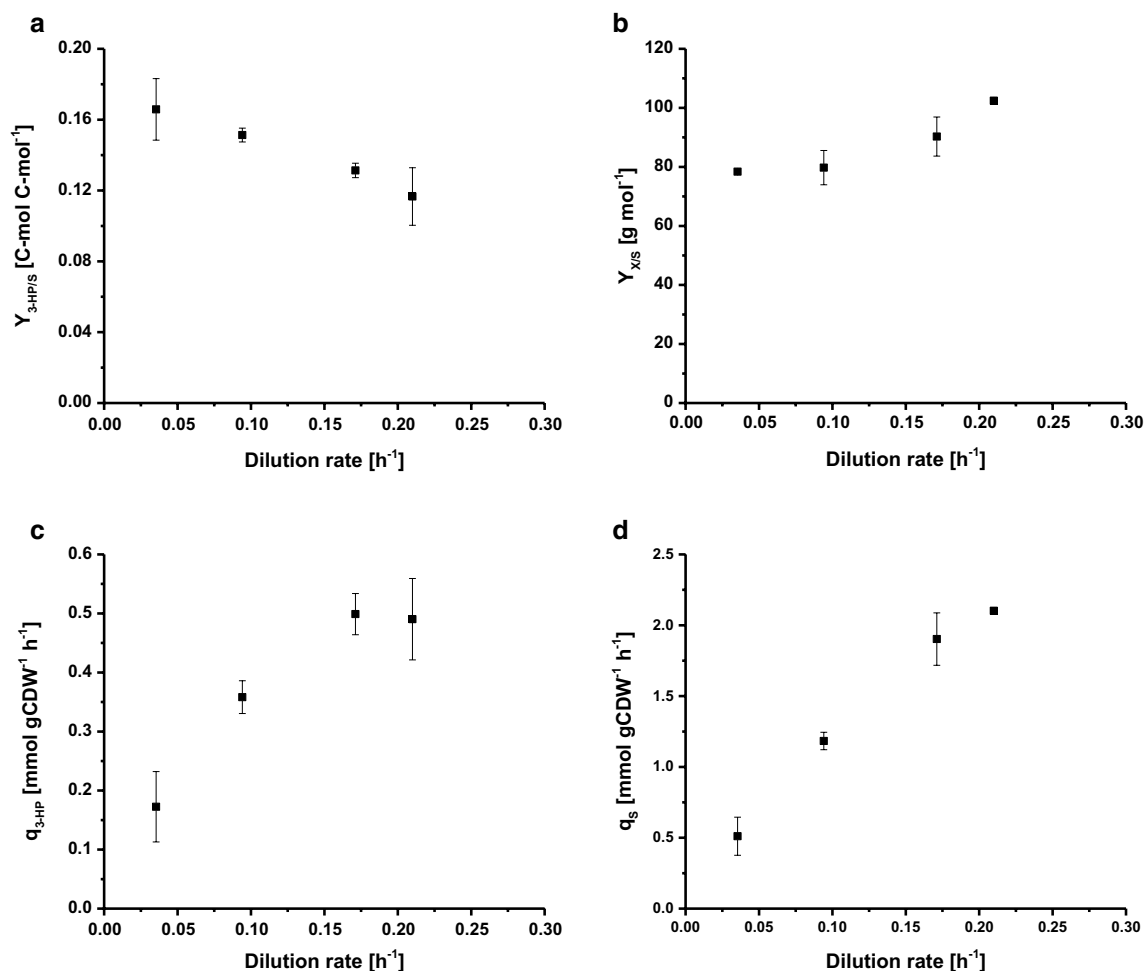 a
0.20
0.16
0.12
0.08
0.04
0.00
Y3-HP/S [C-mol C-mol-1]
0.00 0.05 0.10 0.15 0.20 0.25 0.30
Dilution rate [h-1]
b
120
100
80
60
40
20
0
YX/S [g mol-1]
0.00 0.05 0.10 0.15 0.20 0.25 0.30
Dilution rate [h-1]
c
0.6
0.5
0.4
0.3
0.2
0.1
0.0
q3-HP [mmol gCDW-1 h-1]
0.00 0.05 0.10 0.15 0.20 0.25 0.30
Dilution rate [h-1]
d
2.5
2.0
1.5
1.0
0.5
0.0
qS [mmol gCDW-1 h-1]
0.00 0.05 0.10 0.15 0.20 0.25 0.30
Dilution rate [h-1]